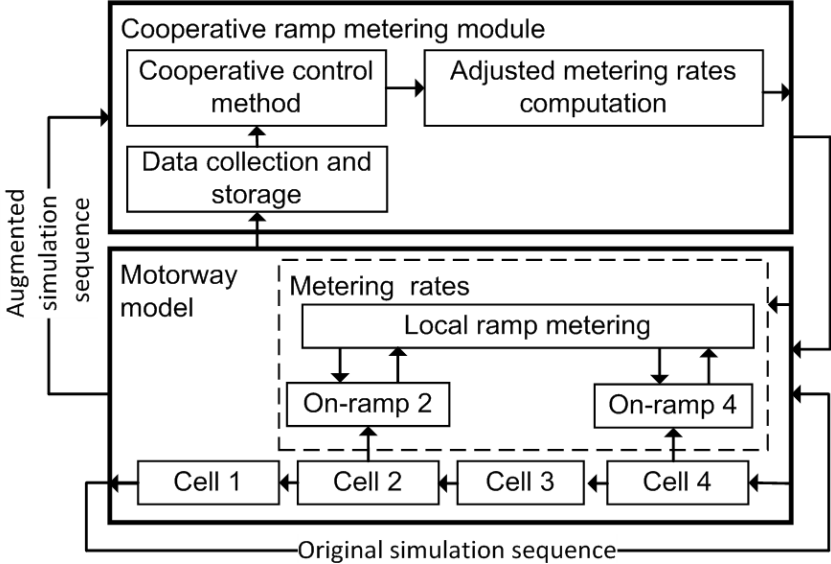 Cooperative ramp metering module
Cooperative control
method
Adjusted metering rates
computation
Data collection and
storage
Augmented
simulation
sequence
Motorway
model
Metering rates
Local ramp metering
On-ramp 2
On-ramp 4
Cell 1
Cell 2
Cell 3
Cell 4
Original simulation sequence